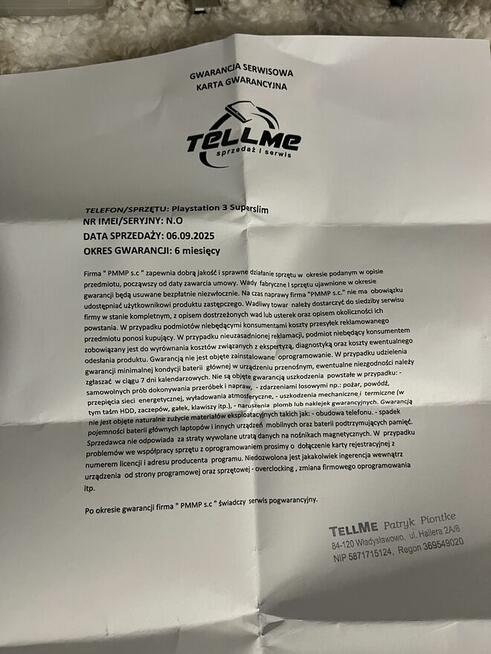 GWARANCJA SERWISOWA
KARTA GWARANCYJNA
TELLME
sprzedaż i serwis
TELEFON/SPRZĘTU: Playstation 3 Superslim
NR IMEI/SERYJNY: N.O
DATA SPRZEDAŻY: 06.09.2025
OKRES GWARANCJI: 6 miesięcy
Firma " PMMP s.c " zapewnia dobrą jakość i sprawne działanie sprzętu w okresie podanym w opisie
przedmiotu, począwszy od daty zawarcia umowy. Wady fabryczne i sprzętu ujawnione w okresie
gwarancji będą usuwane bezpłatnie niezwłocznie. Na czas naprawy firma "PMMP s.c." nie ma obowiązku
udostępniać użytkownikowi produktu zastępczego. Wadliwy towar należy dostarczyć do siedziby serwisu
firmy w stanie kompletnym, z opisem dostrzeżonych wad lub usterek oraz opisem okoliczności ich
powstania. W przypadku podmiotów niebędącymi konsumentami koszty przesyłek reklamowanego
przedmiotu ponosi kupujący. W przypadku nieuzasadnionej reklamacji, podmiot niebędący konsumentem
zobowiązany jest do wyrównania kosztów związanych z ekspertyzą, diagnostyką oraz koszty ewentualnego
odesłania produktu. Gwarancją nie jest objęte zainstalowane oprogramowanie. W przypadku udzielenia
gwarancji minimalnej kondycji baterii głównej w urządzeniu przenośnym, ewentualne niezgodności należy
zgłaszać w ciągu 7 dni kalendarzowych. Nie są objęte gwarancją uszkodzenia powstałe w przypadku: -
samowolnych prób dokonywania przeróbek i napraw, - zdarzeniami losowymi np.: pożar, powódź,
przepięcia sieci energetycznej, wyładowania atmosferyczne, - uszkodzenia mechaniczne i termiczne (w
tym taśm HDD, zaczepów, gałek, klawiszy itp.), - naruszenia plomb lub naklejek gwarancyjnych. Gwarancją
nie jest objęte naturalne zużycie materiałów eksploatacyjnych takich jak: - obudowa telefonu. - spadek
pojemności baterii głównych laptopów i innych urządzeń mobilnych oraz baterii podtrzymujących pamięć.
Sprzedawca nie odpowiada za straty wywołane utratą danych na nośnikach magnetycznych. W przypadku
problemów we współpracy sprzętu z oprogramowaniem prosimy o dołączenie karty rejestracyjnej z
numerem licencji i adresu producenta programu. Niedozwolona jest jakakolwiek ingerencja wewnątrz
urządzenia od strony programowej oraz sprzętowej - overclocking, zmiana firmowego oprogramowania
itp.
Po okresie gwarancji firma " PMMP s.c " świadczy serwis pogwarancyjny.
TELLME Patryk Piontke
84-120 Władysławowo, ul. Hallera 2A/6
NIP 5871715124, Regon 369549020